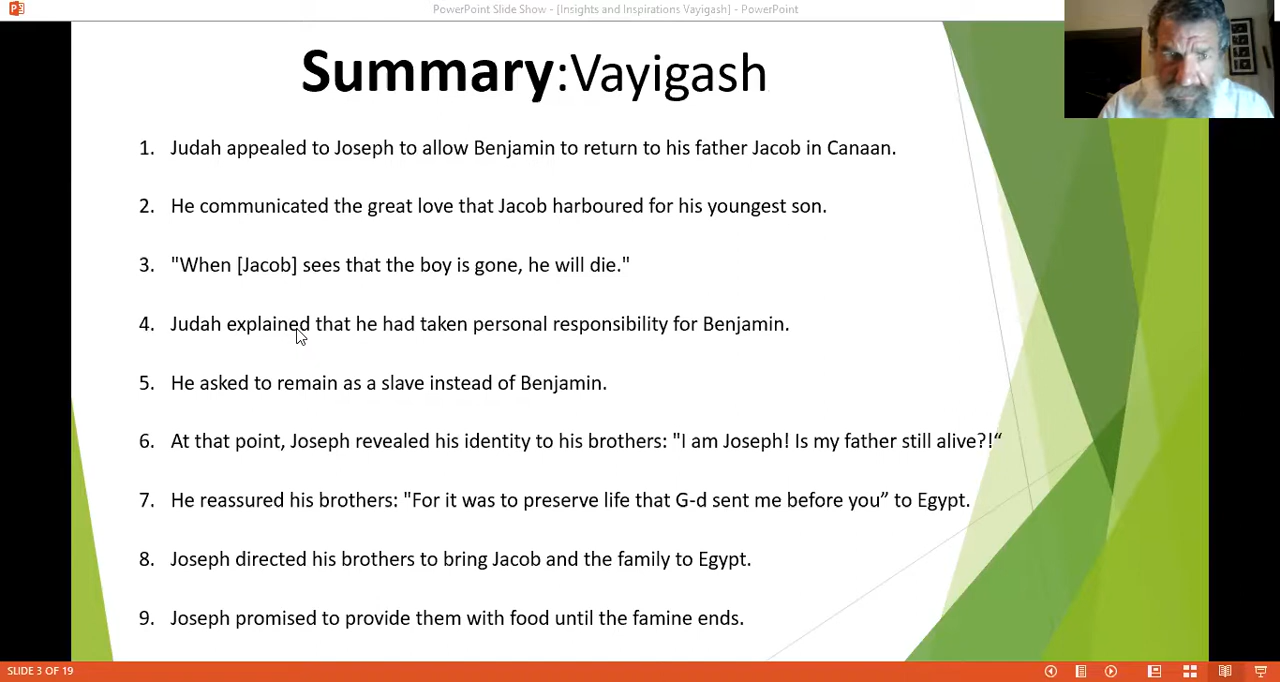 PowerPoint Slide Show - [Insights and Inspirations Vayigash] - PowerPoint
Summary:Vayigash
1. Judah appealed to Joseph to allow Benjamin to return to his father Jacob in Canaan.
2. He communicated the great love that Jacob harboured for his youngest son.
3. "When [Jacob] sees that the boy is gone, he will die."
4. Judah explained that he had taken personal responsibility for Benjamin.
5. He asked to remain as a slave instead of Benjamin.
6. At that point, Joseph revealed his identity to his brothers: "I am Joseph! Is my father still alive?!“
7. He reassured his brothers: "For it was to preserve life that G-d sent me before you” to Egypt.
8. Joseph directed his brothers to bring Jacob and the family to Egypt.
9. Joseph promised to provide them with food until the famine ends.
SLIDE 3 OF 19